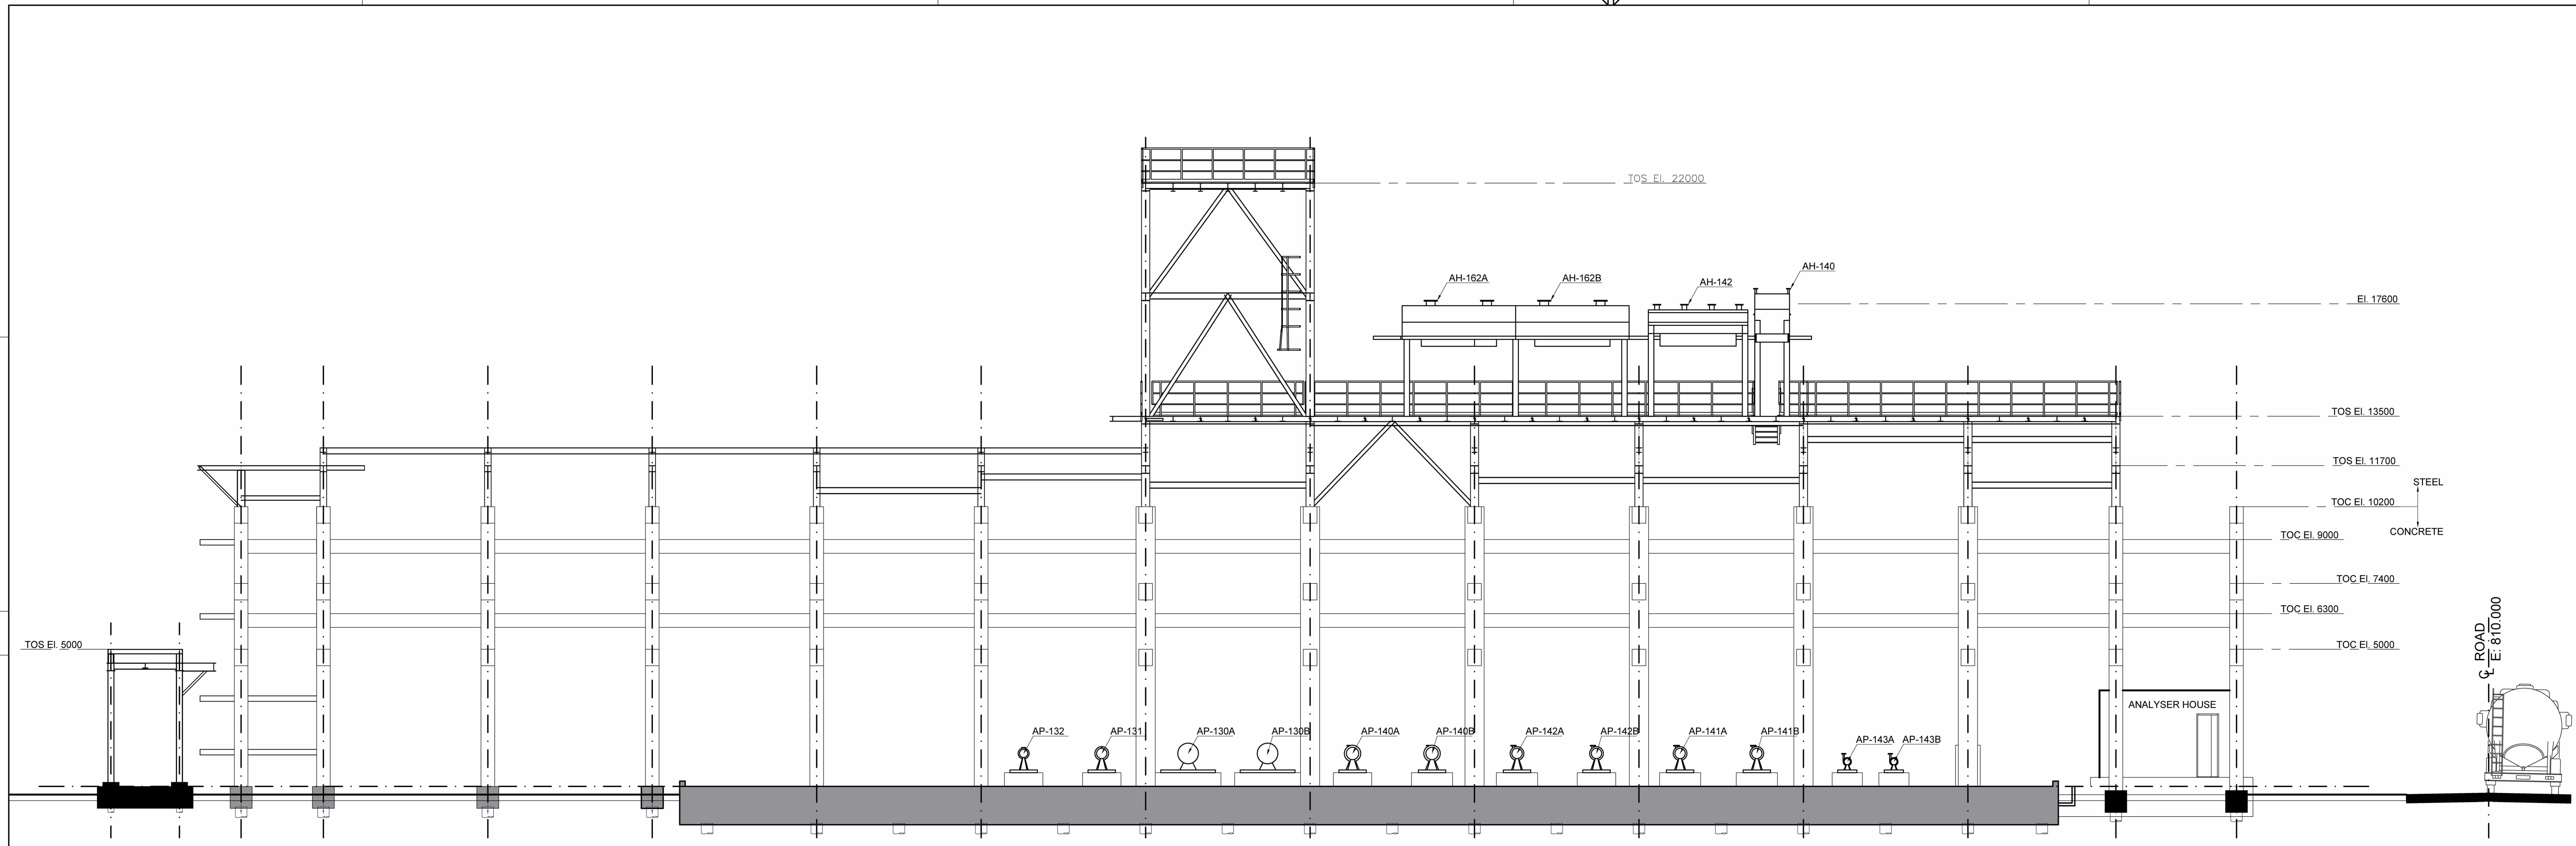 TOS El. 22000
AH-162A
AH-162B
AH-142
AH-140
El. 17600
TOS El. 13500
TOS El. 11700
STEEL
TOC El. 10200
CONCRETE
TOC El. 9000
TOC El. 7400
TOC El. 6300
TOS El. 5000
TOC El. 5000
CL ROAD
E: 810.000
ANALYSER HOUSE
AP-132
AP-131
AP-130A
AP-130B
AP-140A
AP-140B
AP-142A
AP-142B
AP-141A
AP-141B
AP-143A
AP-143B